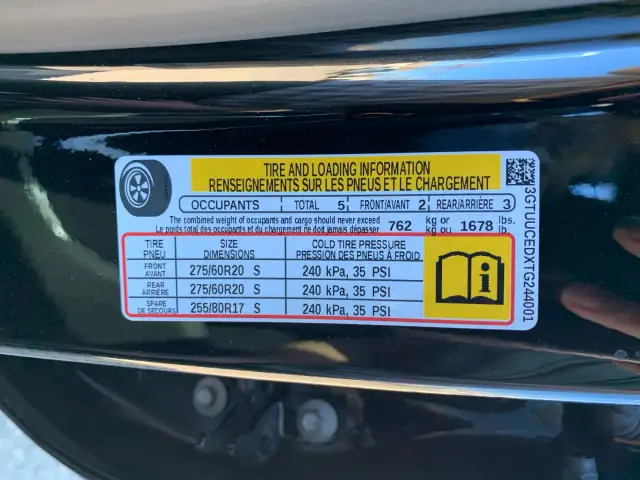 TIRE AND LOADING INFORMATION
RENSEIGNEMENTS SUR LES PNEUS ET LE CHARGEMENT
OCCUPANTS TOTAL 5 FRONT/AVANT 2 REAR/ARRIÈRE 3
The combined weight of occupants and cargo should never exceed 762 kg or 1678 lbs.
Le poids total des occupants et du chargement ne doit jamais dépasser kg ou lb.
TIRE SIZE COLD TIRE PRESSURE
PNEU DIMENSIONS PRESSION DES PNEUS À FROID
FRONT
AVANT 275/60R20 S 240 kPa, 35 PSI
REAR
ARRIÈRE 275/60R20 S 240 kPa, 35 PSI
SPARE
DE SECOURS 255/80R17 S 240 kPa, 35 PSI
3GTUUGEDXTG244001